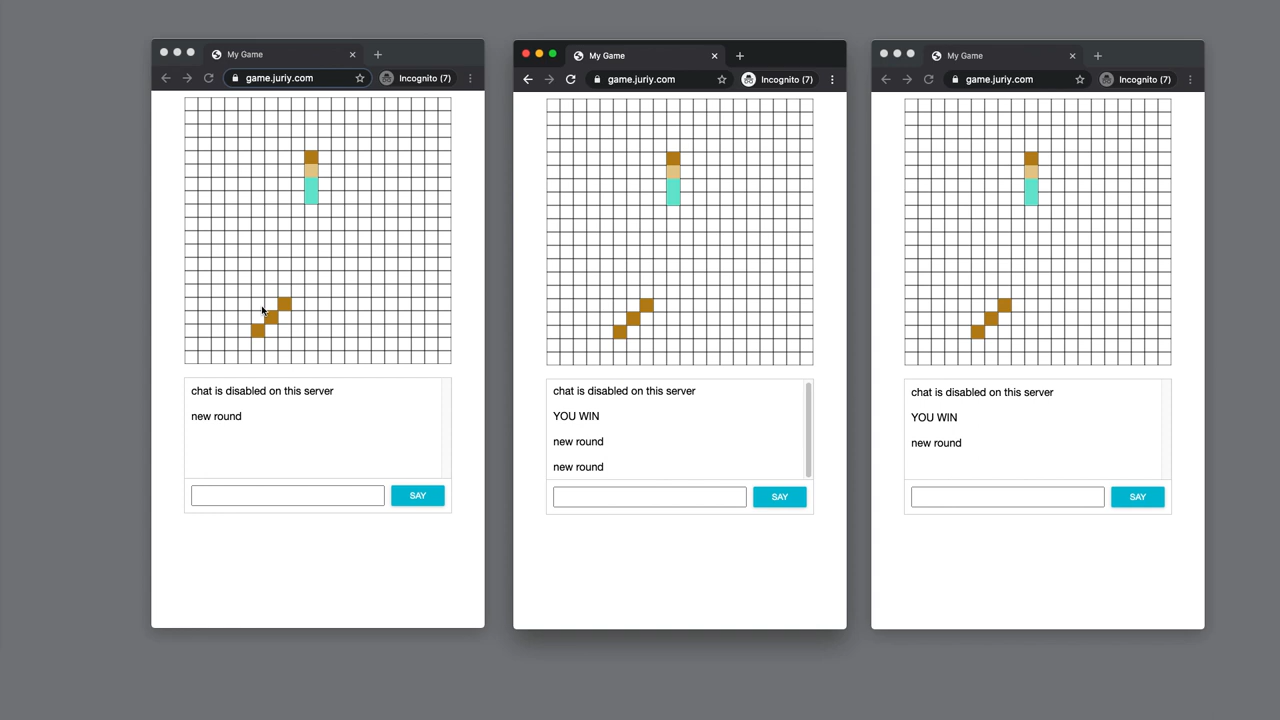 My Game
game.juriy.com
Incognito (7)
chat is disabled on this server
new round
SAY
My Game
game.juriy.com
Incognito (7)
chat is disabled on this server
YOU WIN
new round
new round
SAY
My Game
game.juriy.com
Incognito (7)
chat is disabled on this server
YOU WIN
new round
SAY